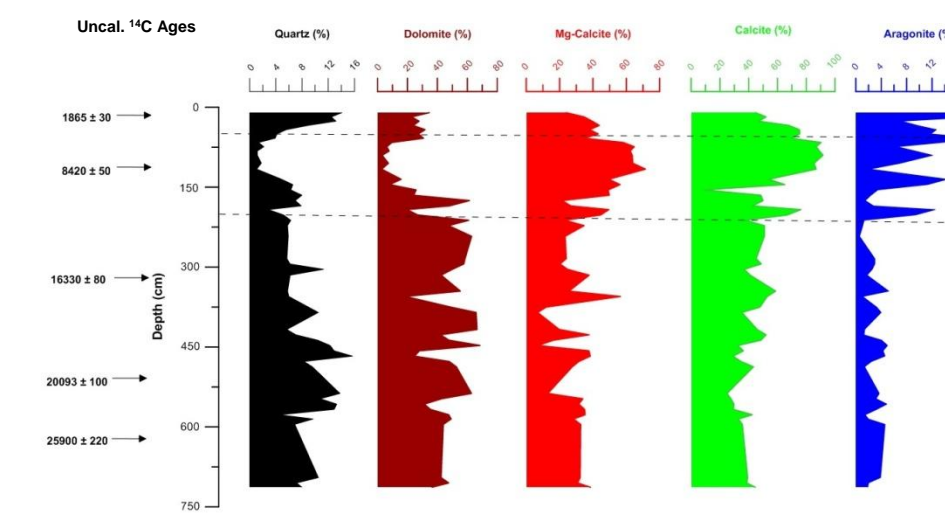 Uncal. ¹⁴C Ages
Quartz (%)
Dolomite (%)
Mg-Calcite (%)
Calcite (%)
Aragonite (%
0 4 8 12 16
0 20 40 60 80
0 20 40 60 80
0 20 40 60 80 100
0 4 8 12
0
1865 ± 30
8420 ± 50
150
16330 ± 80
300
Depth (cm)
450
20093 ± 100
600
25900 ± 220
750